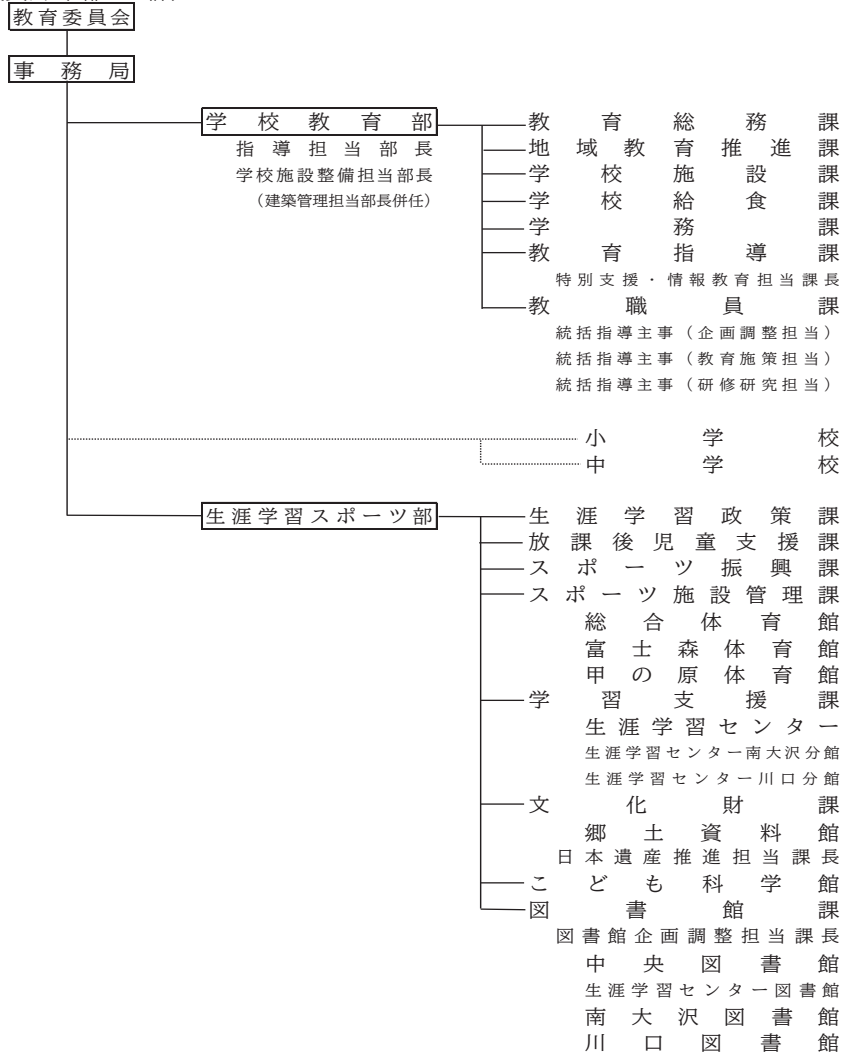 教育委員会
事務局
学校教育部
指導担当部長
学校施設整備担当部長
(建築管理担当部長併任)
教育総務課
地域教育推進課
学校施設課
学校給食課
学務課
教育指導課
特別支援・情報教育担当課長
教職員課
統括指導主事(企画調整担当)
統括指導主事(教育施策担当)
統括指導主事(研修研究担当)
小学校
中学校
生涯学習スポーツ部
生涯学習政策課
放課後児童支援課
スポーツ振興課
スポーツ施設管理課
総合体育館
富士森体育館
甲の原体育館
学習支援課
生涯学習センター
生涯学習センター南大沢分館
生涯学習センター川口分館
文化財課
郷土資料館
日本遺産推進担当課長
こども科学館
図書館課
図書館企画調整担当課長
中央図書館
生涯学習センター図書館
南大沢図書館
川口図書館